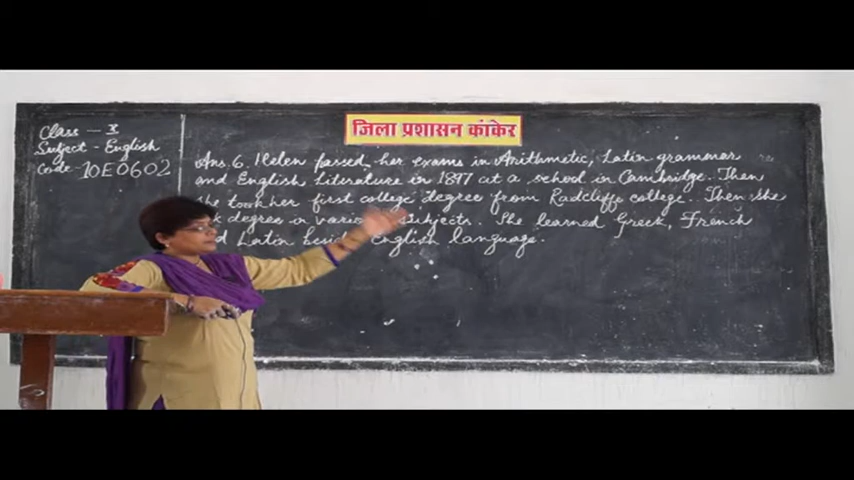 जिला प्रशासन कांकेर
Class - X
Subject - English
Code - 10E0602
Ans. 6. Helen passed her exams in Arithmetic, Latin grammar
and English Literature in 1897 at a school in Cambridge. Then
she took her first college degree from Radcliffe college. Then she
k degree in subjects. She learned Greek, French
d Latin beside English language.